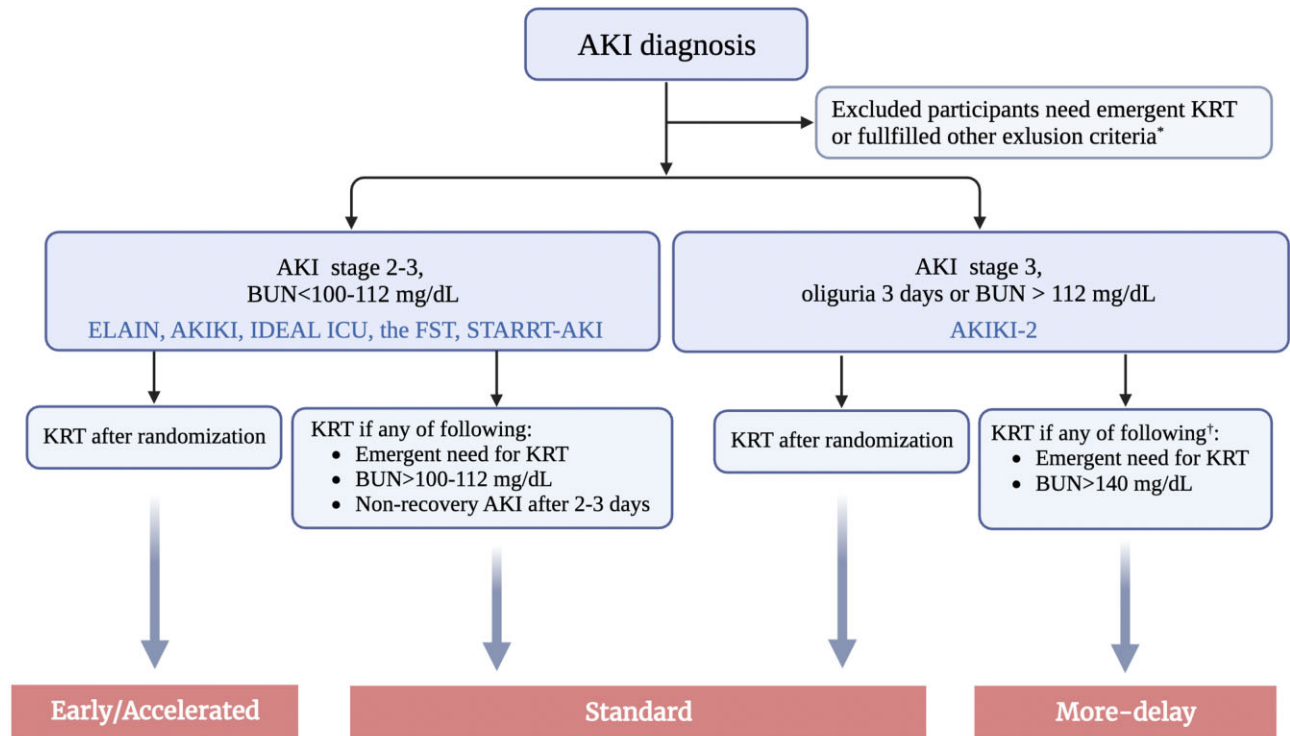 AKI diagnosis
Excluded participants need emergent KRT
or fullfilled other exlusion criteria*
AKI stage 2-3,
BUN<100-112 mg/dL
ELAIN, AKIKI, IDEAL ICU, the FST, STARRT-AKI
AKI stage 3,
oliguria 3 days or BUN > 112 mg/dL
AKIKI-2
KRT after randomization
KRT if any of following:
• Emergent need for KRT
• BUN>100-112 mg/dL
• Non-recovery AKI after 2-3 days
KRT after randomization
KRT if any of following†:
• Emergent need for KRT
• BUN>140 mg/dL
Early/Accelerated
Standard
More-delay